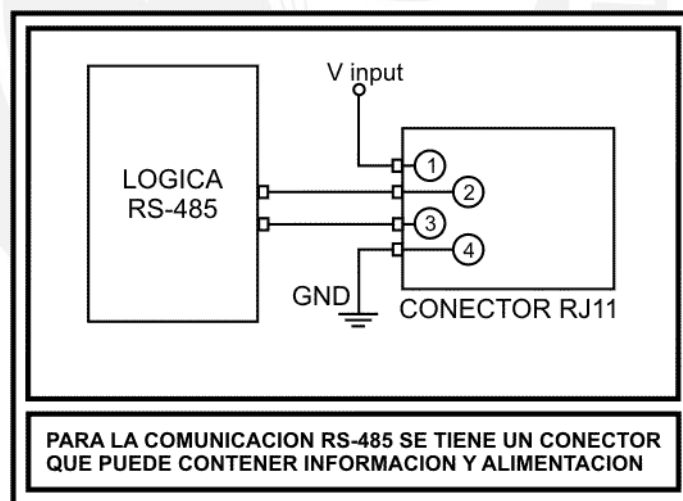 V input
LOGICA
RS-485
1
2
3
4
GND
CONECTOR RJ11
PARA LA COMUNICACION RS-485 SE TIENE UN CONECTOR
QUE PUEDE CONTENER INFORMACION Y ALIMENTACION